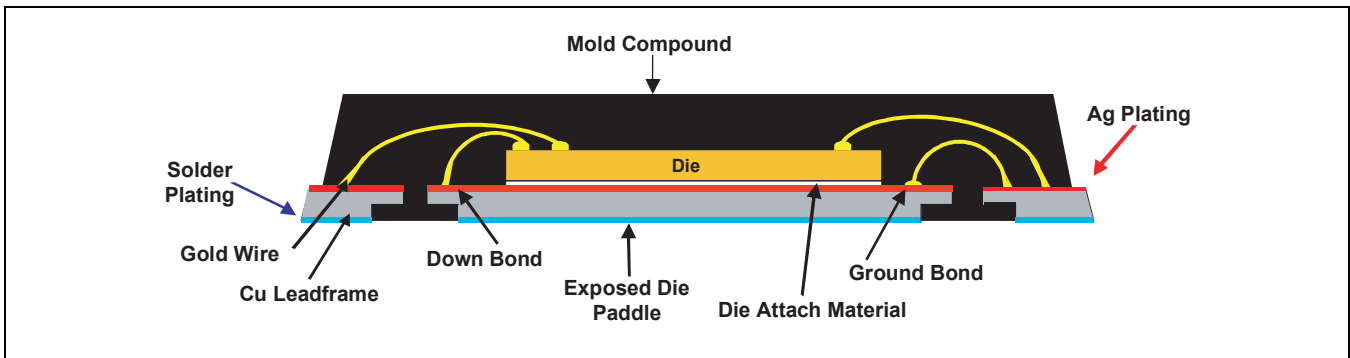 Mold Compound
Ag Plating
Die
Solder
Plating
Gold Wire
Down Bond
Ground Bond
Cu Leadframe
Exposed Die
Paddle
Die Attach Material